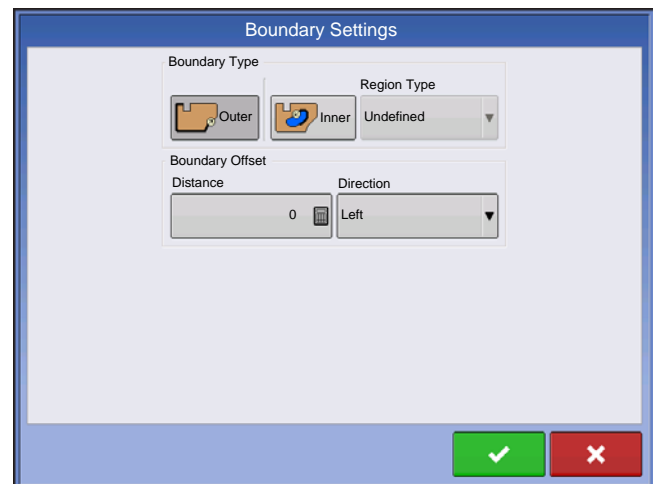 Boundary Settings
Boundary Type
Region Type
Outer
Inner
Undefined
Boundary Offset
Distance
Direction
0
Left